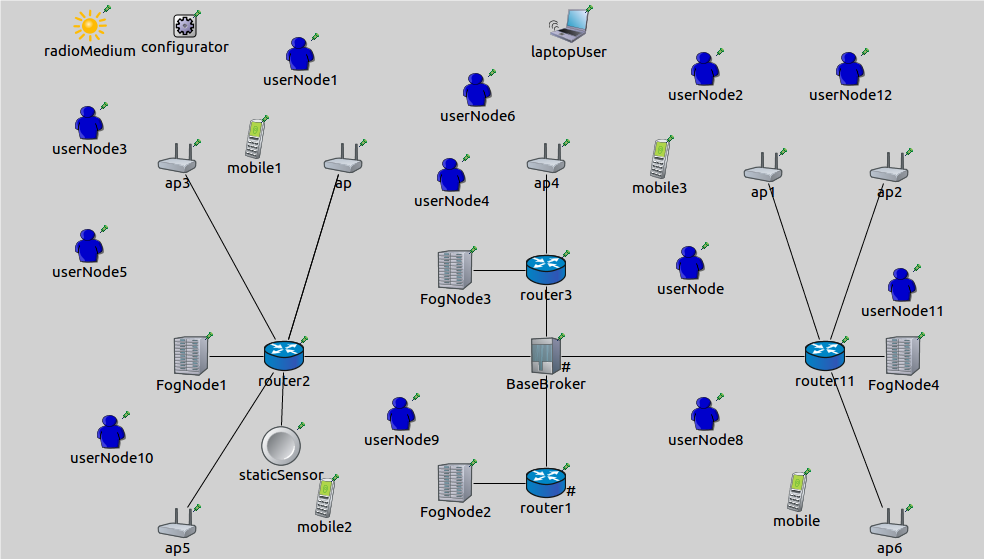 radioMedium
configurator
userNode1
laptopUser
userNode6
userNode2
userNode12
userNode3
mobile1
ap3
ap
userNode4
ap4
mobile3
ap1
ap2
userNode5
FogNode3
router3
userNode
userNode11
FogNode1
router2
#
BaseBroker
router11
FogNode4
userNode10
staticSensor
userNode9
userNode8
mobile2
FogNode2
#
router1
mobile
ap5
ap6